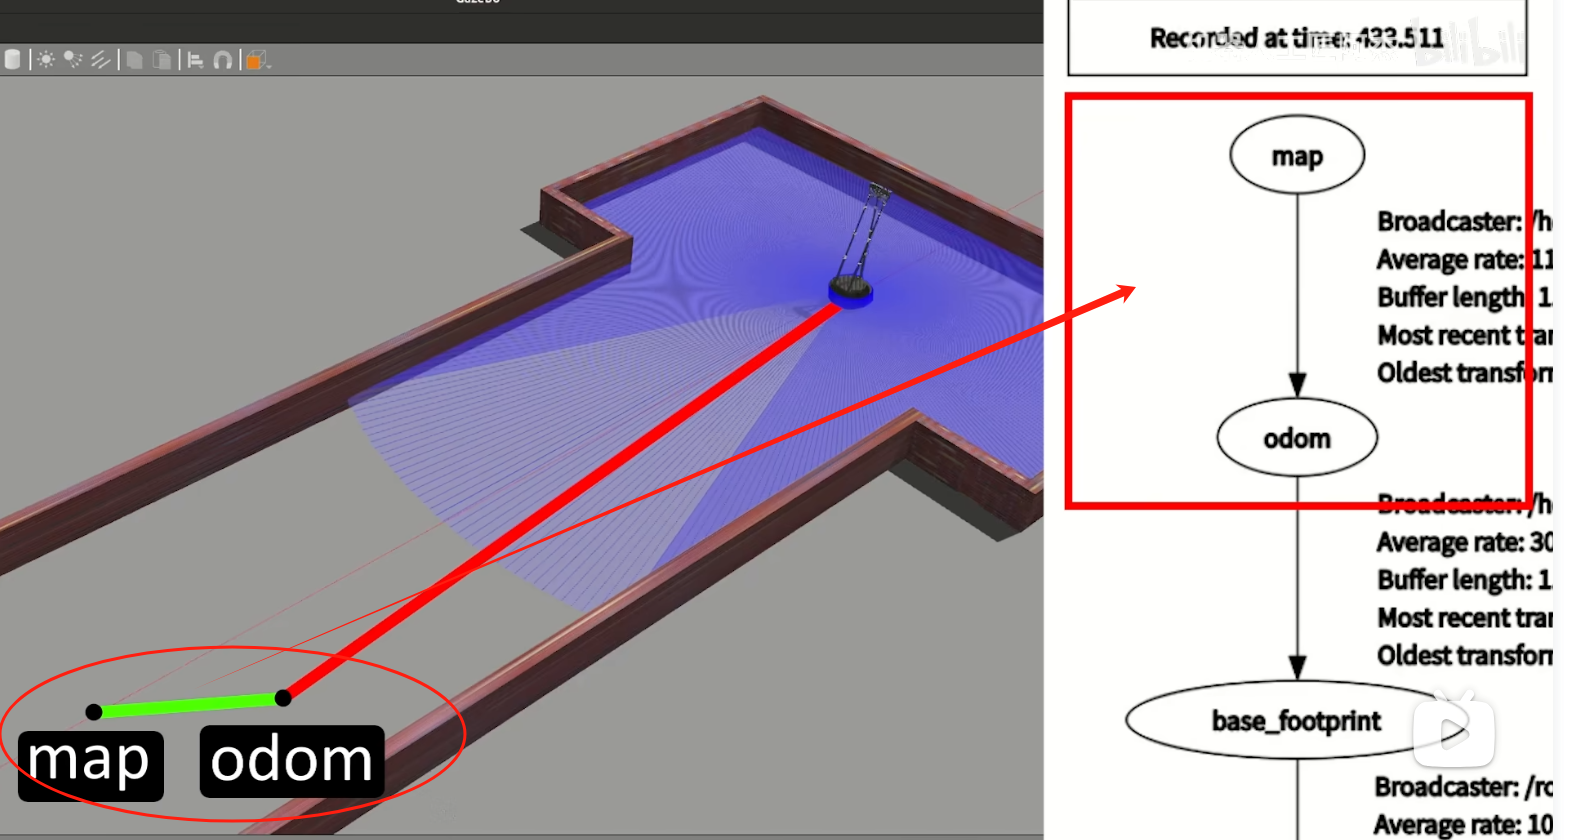 Gazebo
Recorded at time: 433.511
bilibili
map
Broadcaster: /h
Average rate: 11
Buffer length: 1.
Most recent tra
Oldest transfor
odom
Broadcaster: /h
Average rate: 30
Buffer length: 1.
Most recent tra
Oldest transfor
base_footprint
Broadcaster: /ro
Average rate: 10
map
odom